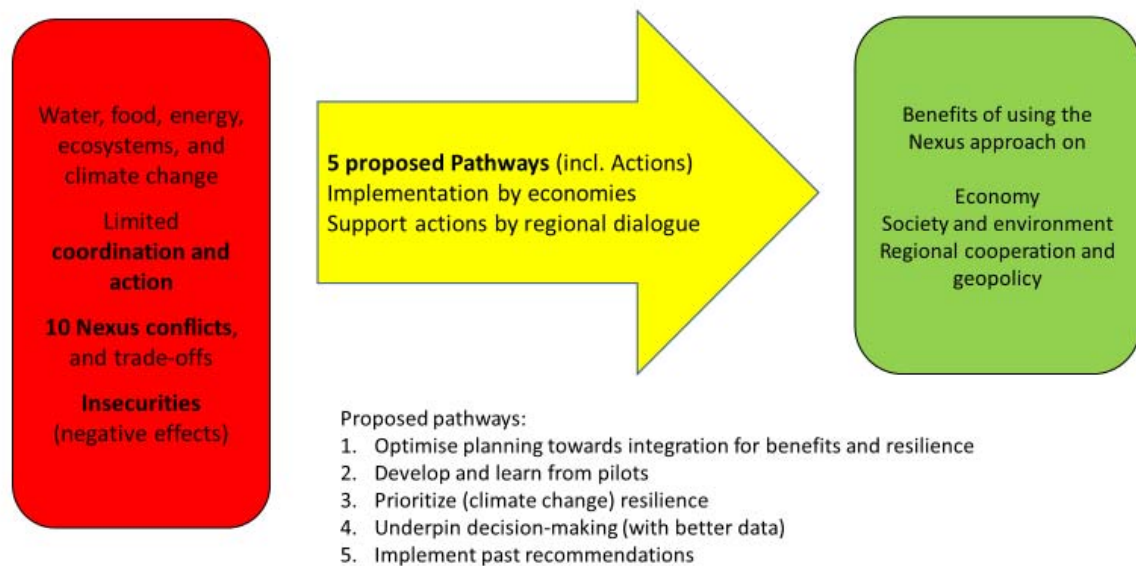 Water, food, energy,
ecosystems, and
climate change
Limited
coordination and
action
10 Nexus conflicts,
and trade-offs
Insecurities
(negative effects)
5 proposed Pathways (incl. Actions)
Implementation by economies
Support actions by regional dialogue
Benefits of using the
Nexus approach on
Economy
Society and environment
Regional cooperation and
geopolicy
Proposed pathways:
1. Optimise planning towards integration for benefits and resilience
2. Develop and learn from pilots
3. Prioritize (climate change) resilience
4. Underpin decision-making (with better data)
5. Implement past recommendations